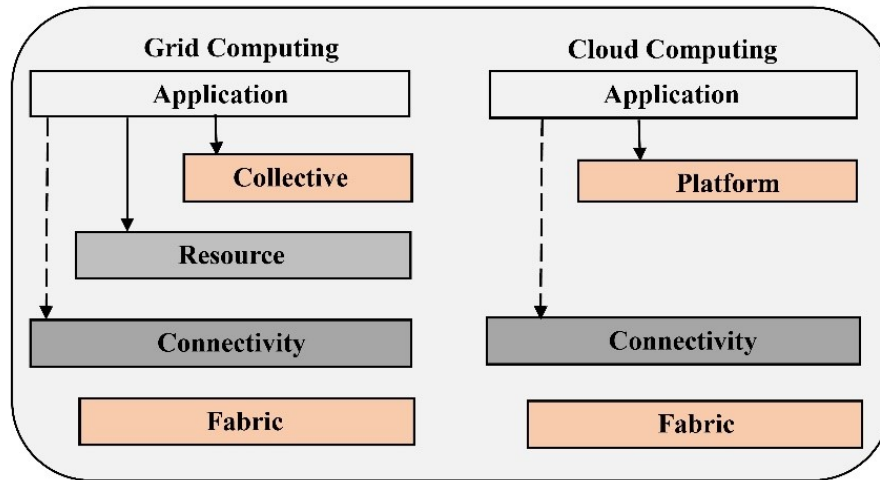 Grid Computing
Application
Collective
Resource
Connectivity
Fabric
Cloud Computing
Application
Platform
Connectivity
Fabric